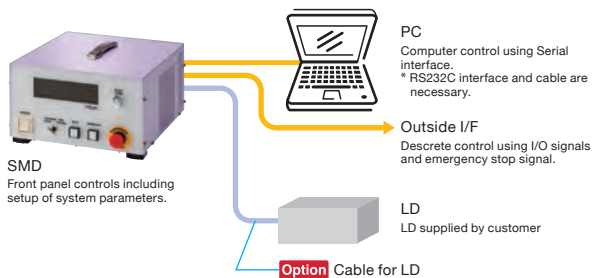 PC
Computer control using Serial
interface.
* RS232C interface and cable are
necessary.
Outside I/F
Descrete control using I/O signals
and emergency stop signal.
SMD
Front panel controls including
setup of system parameters.
LD
LD supplied by customer
Option Cable for LD